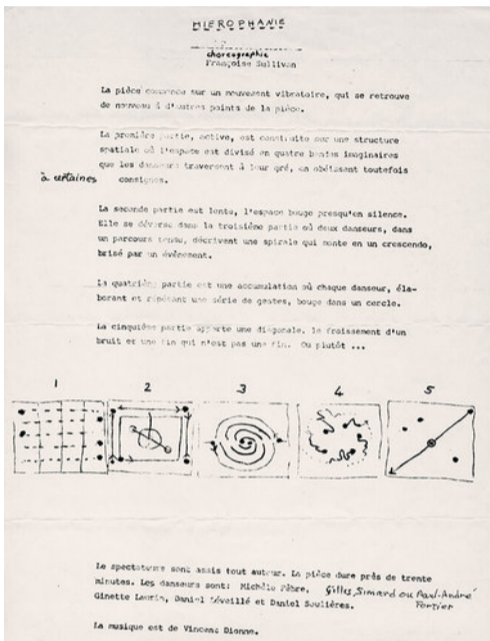 HIEROPHANIE
choreographie
Françoise Sullivan
La pièce commence sur un mouvement vibratoire, qui se retrouve
de nouveau à d'autres points de la pièce.
La première partie, active, est construite sur une structure
spatiale où l'espace est divisé en quatre bandes imaginaires
que les danseurs traversent à leur gré, en obéissant toutefois
à certaines consignes.
La seconde partie est lente, l'espace bouge presqu'en silence.
Elle se déverse dans la troisième partie où deux danseurs, dans
un parcours tendu, décrivent une spirale qui monte en un crescendo,
brisé par un événement.
La quatrième partie est une accumulation où chaque danseur, éla-
borant et répétant une série de gestes, bouge dans un cercle.
La cinquième partie apporte une diagonale, le froissement d'un
bruit et une fin qui n'est pas une fin. Ou plutôt ...
1 2 3 4 5
Le spectateurs sont assis tout autour. La pièce dure près de trente
minutes. Les danseurs sont: Michèle Febre, Gilles Simard ou Paul-André
Fortier
Ginette Laurin, Daniel Léveillé et Daniel Soulières.
La musique est de Vincent Dionne.